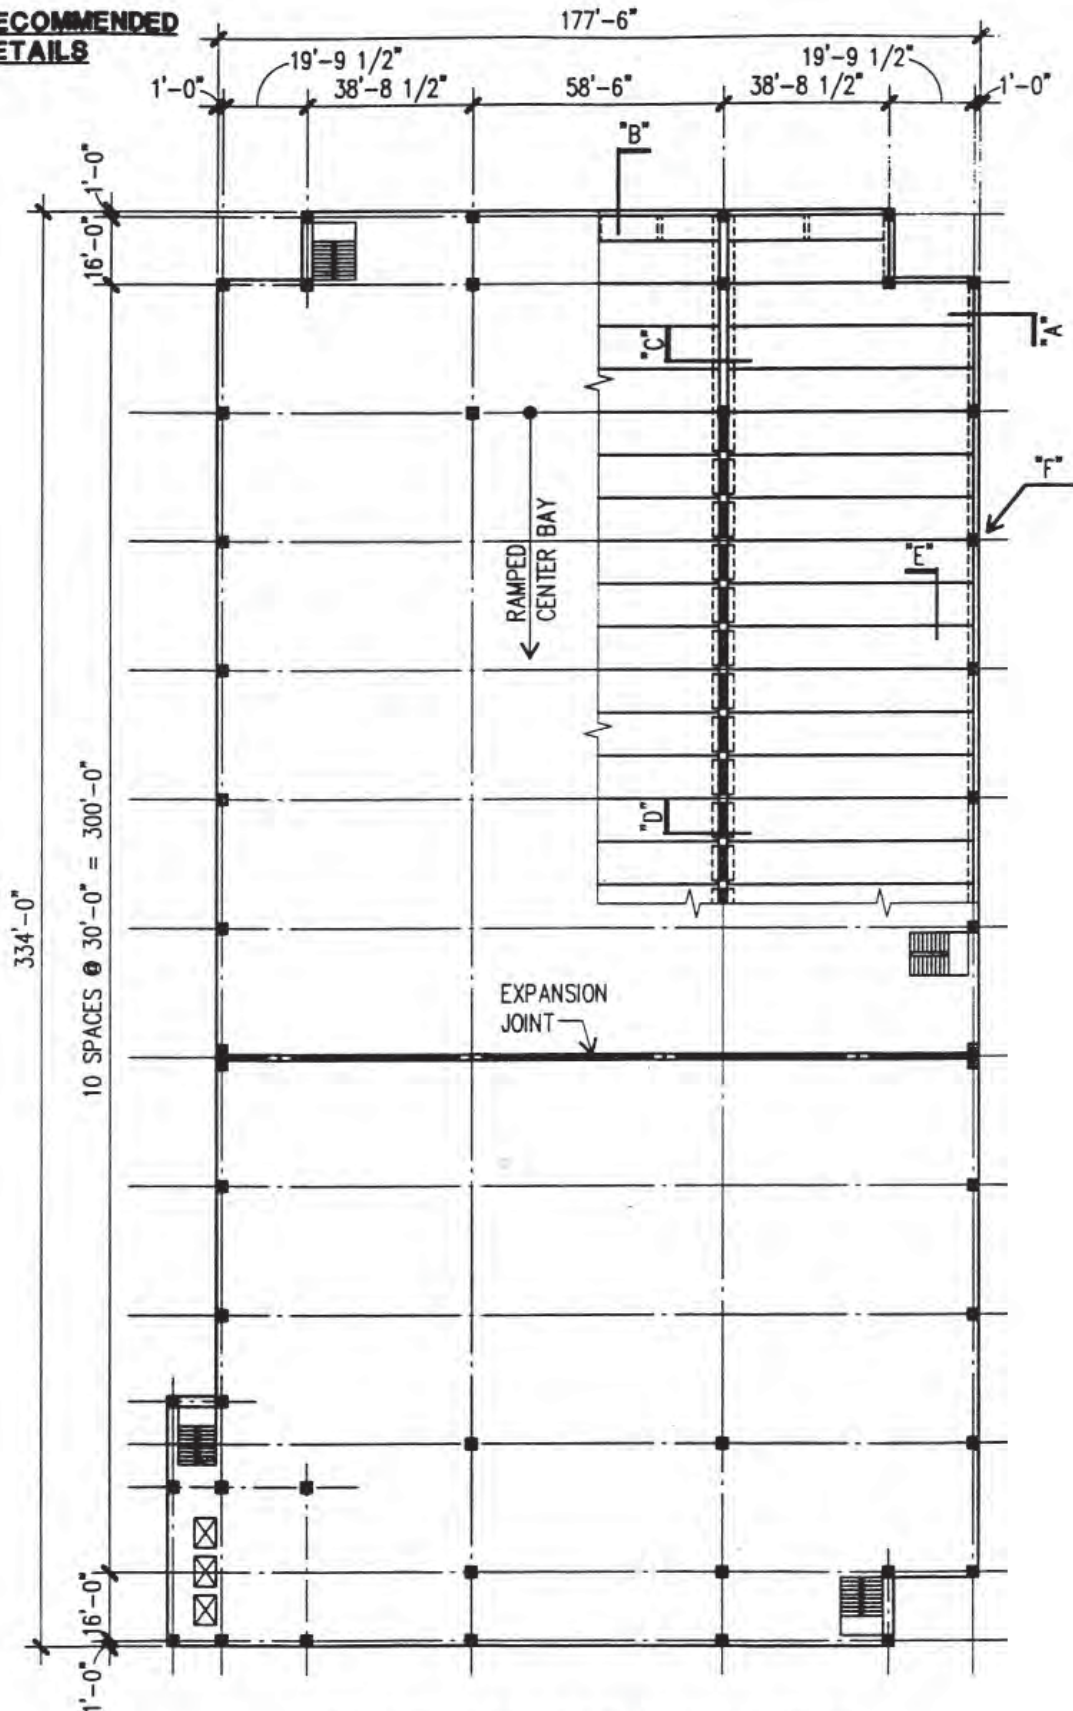 ECOMMENDED
ETAILS
177'-6"
19'-9 1/2"
19'-9 1/2"
1'-0"
38'-8 1/2"
58'-6"
38'-8 1/2"
1'-0"
"B"
1'-0"
16'-0"
"A"
"C"
"F"
RAMPED
CENTER BAY
"E"
"D"
334'-0"
10 SPACES @ 30'-0" = 300'-0"
EXPANSION
JOINT
16'-0"
1'-0"